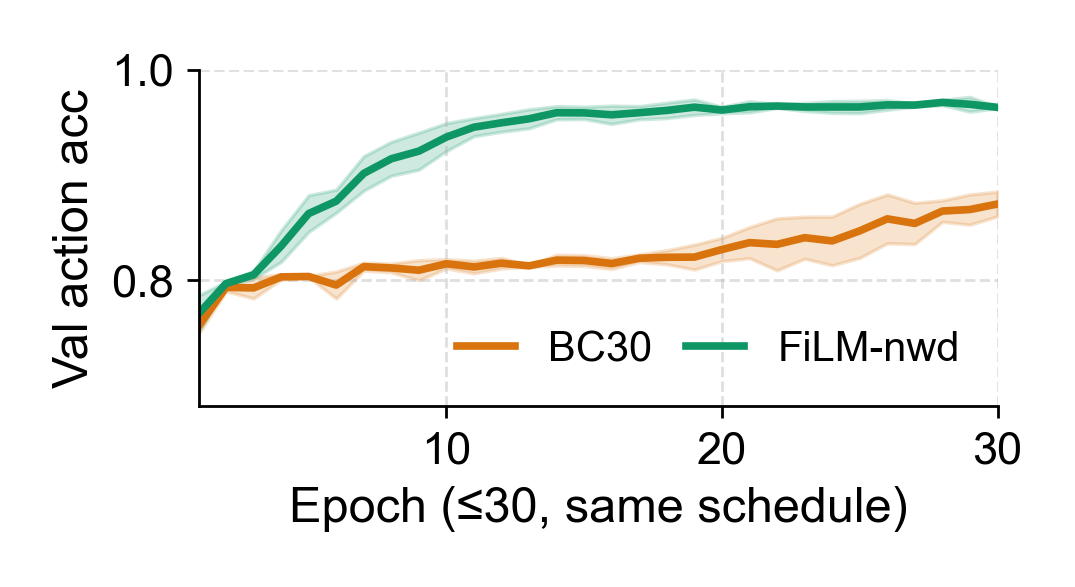 Val action acc
1.0
0.8
BC30 FiLM-nwd
10 20 30
Epoch (≤30, same schedule)